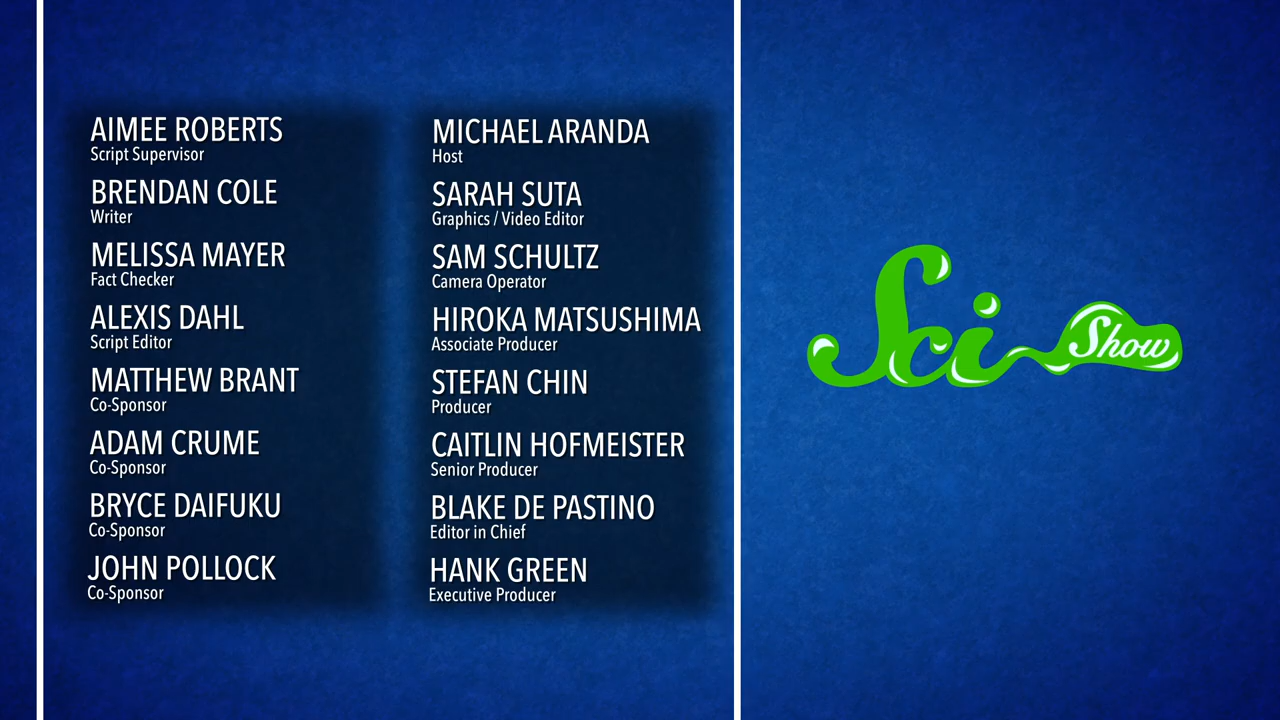 AIMEE ROBERTS
Script Supervisor
BRENDAN COLE
Writer
MELISSA MAYER
Fact Checker
ALEXIS DAHL
Script Editor
MATTHEW BRANT
Co-Sponsor
ADAM CRUME
Co-Sponsor
BRYCE DAIFUKU
Co-Sponsor
JOHN POLLOCK
Co-Sponsor
MICHAEL ARANDA
Host
SARAH SUTA
Graphics / Video Editor
SAM SCHULTZ
Camera Operator
HIROKA MATSUSHIMA
Associate Producer
STEFAN CHIN
Producer
CAITLIN HOFMEISTER
Senior Producer
BLAKE DE PASTINO
Editor in Chief
HANK GREEN
Executive Producer
Sci Show